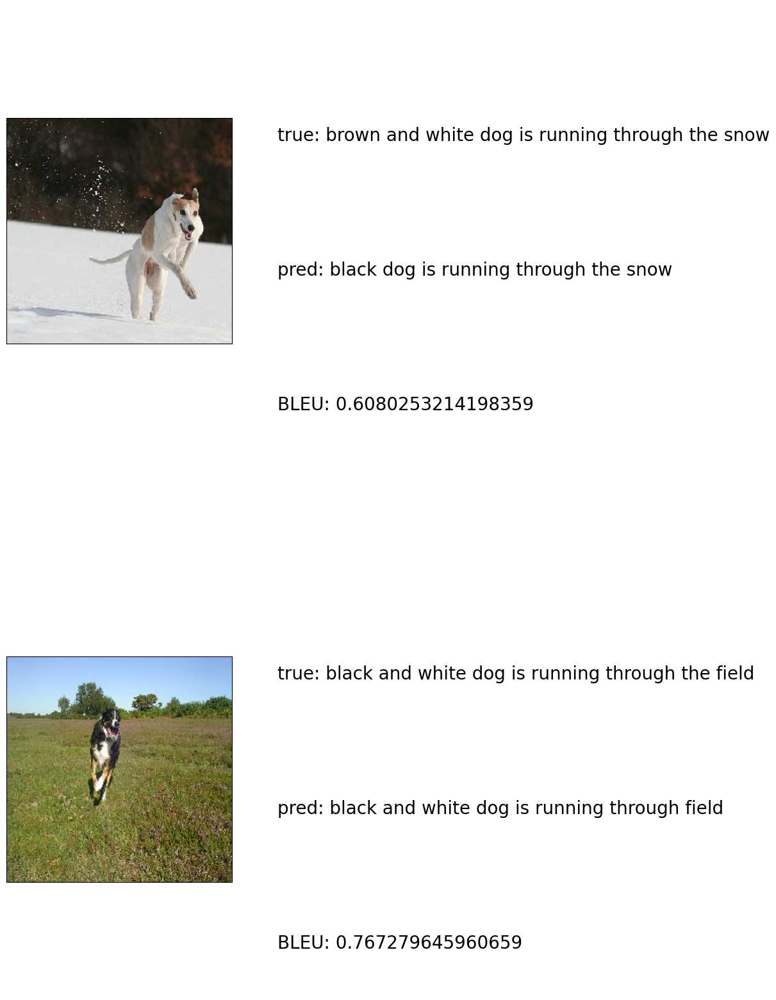 true: brown and white dog is running through the snow
pred: black dog is running through the snow
BLEU: 0.6080253214198359
true: black and white dog is running through the field
pred: black and white dog is running through field
BLEU: 0.767279645960659